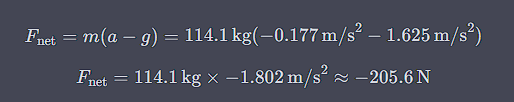 F_net = m(a − g) = 114.1 kg(−0.177 m/s² − 1.625 m/s²)
F_net = 114.1 kg × −1.802 m/s² ≈ −205.6 N